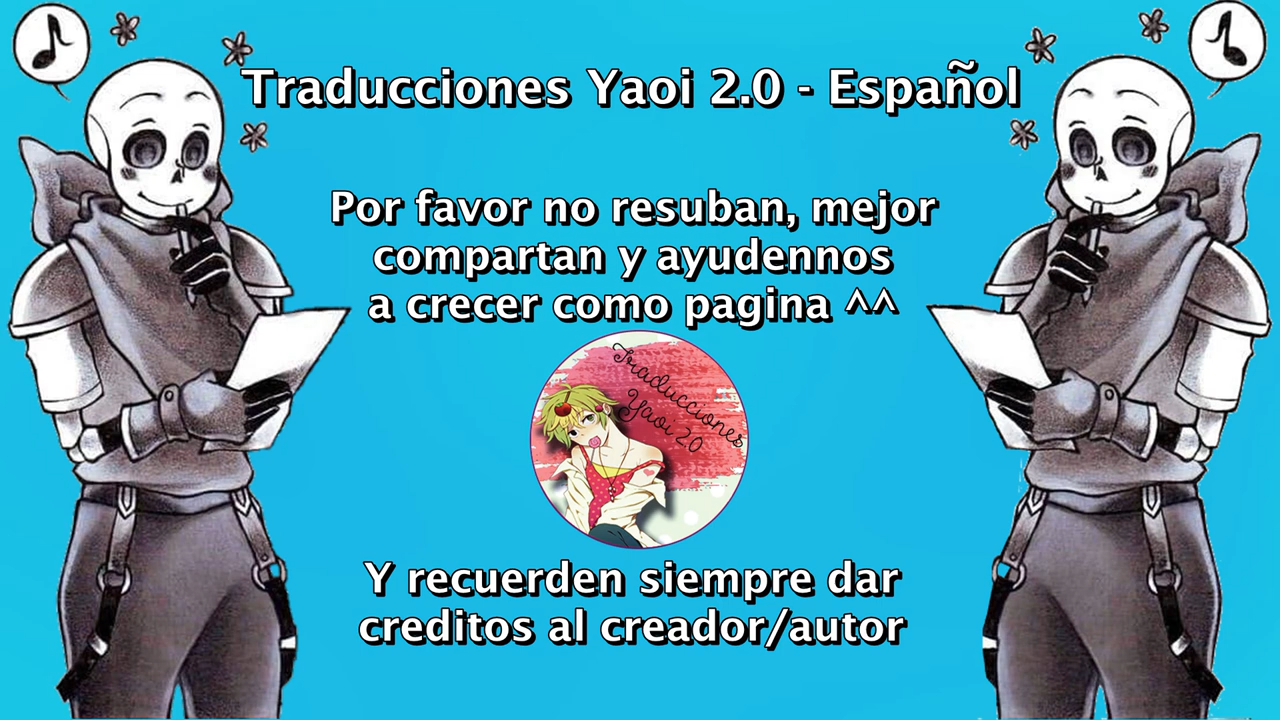 Traducciones Yaoi 2.0 - Español
Por favor no resuban, mejor
compartan y ayudennos
a crecer como pagina ^^
Traducciones
Yaoi 2.0
Y recuerden siempre dar
creditos al creador/autor